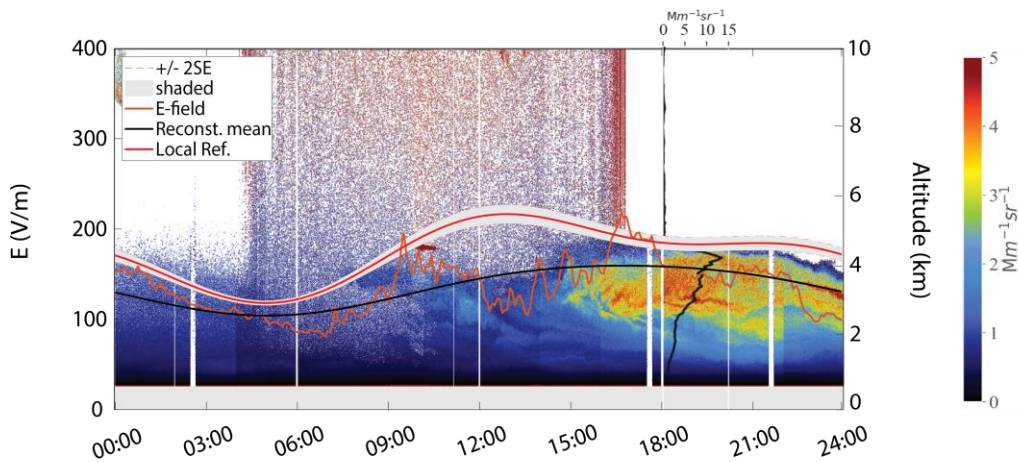 Mm⁻¹sr⁻¹
0 5 10 15
400
300
200
100
0
E (V/m)
+/- 2SE
shaded
E-field
Reconst. mean
Local Ref.
10
8
6
4
2
0
Altitude (km)
5
4
3
2
1
0
Mm⁻¹sr⁻¹
00:00 03:00 06:00 09:00 12:00 15:00 18:00 21:00 24:00